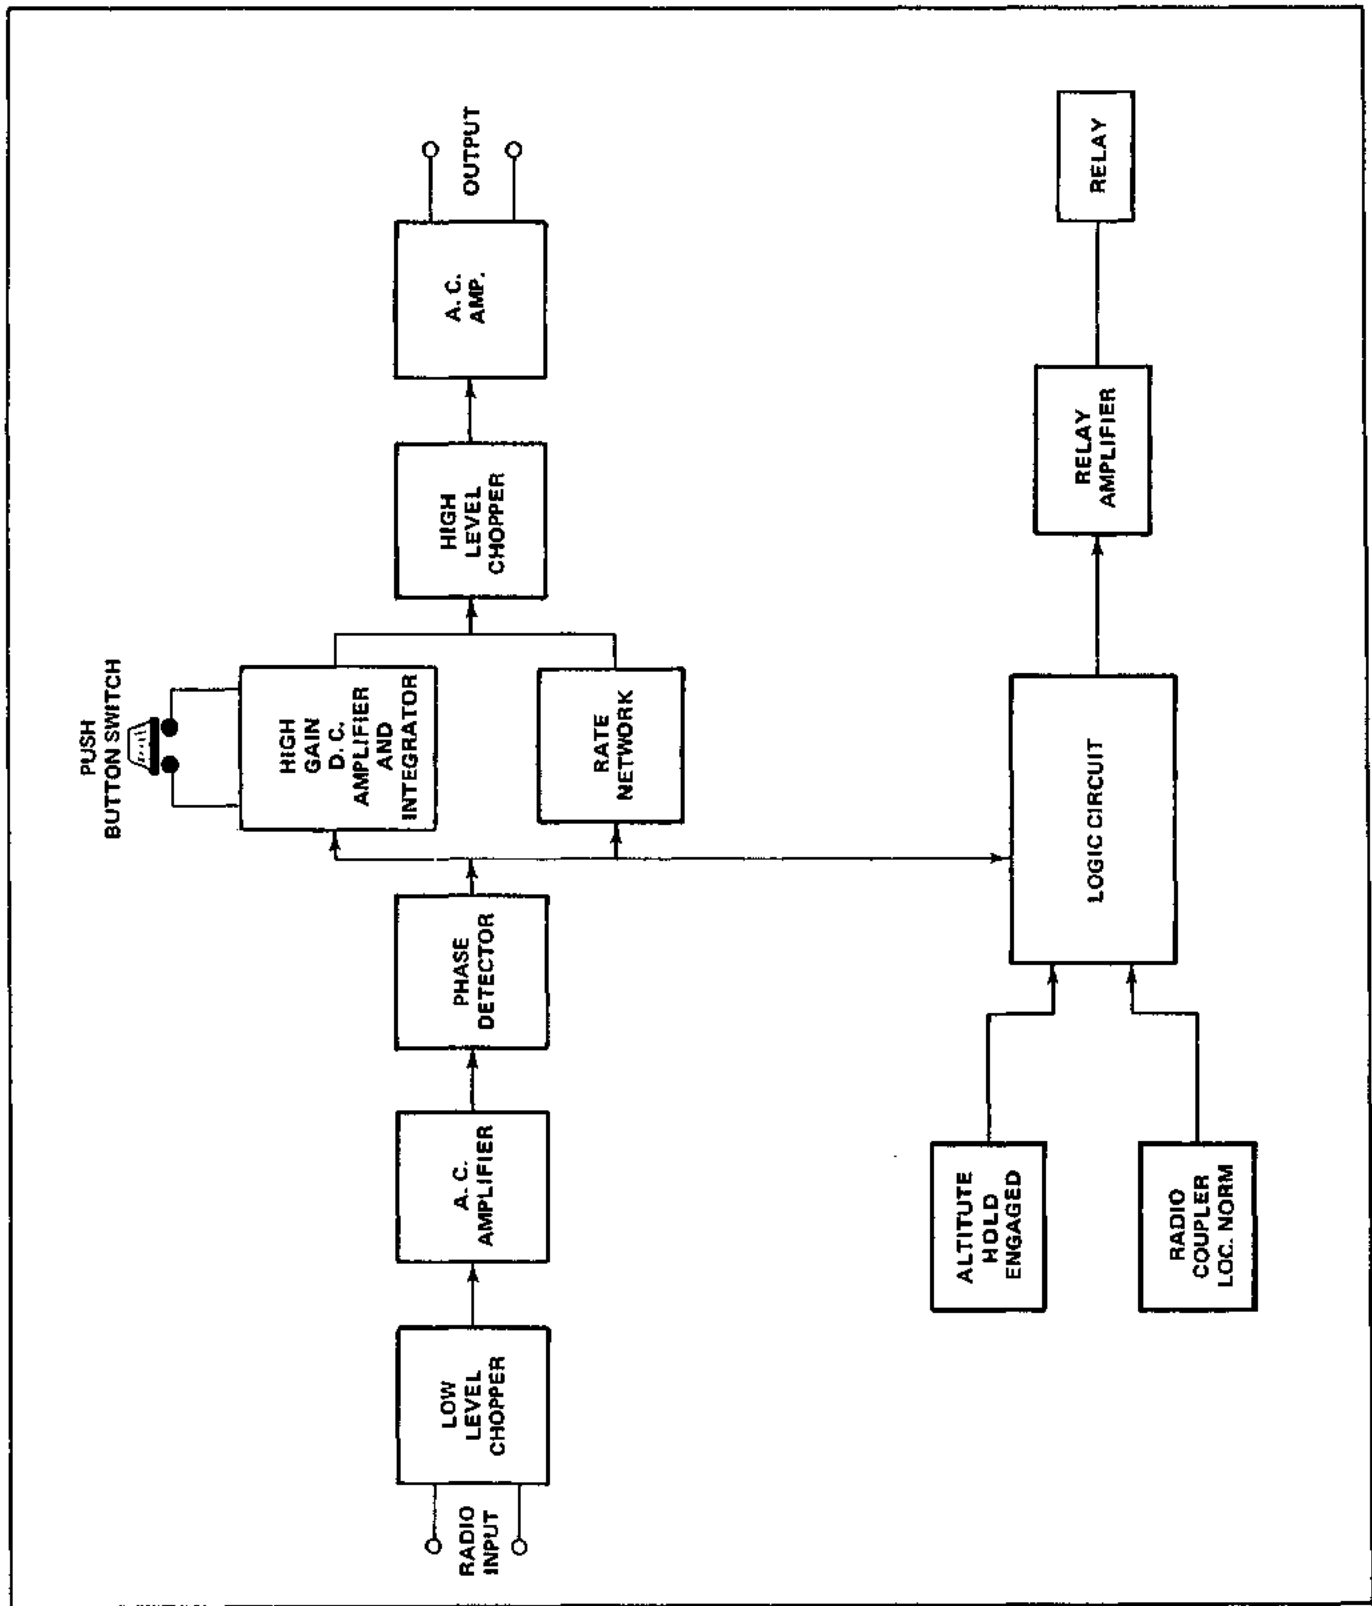 PUSH
BUTTON SWITCH
RADIO
INPUT
LOW
LEVEL
CHOPPER
A. C.
AMPLIFIER
PHASE
DETECTOR
HIGH
GAIN
D. C.
AMPLIFIER
AND
INTEGRATOR
RATE
NETWORK
HIGH
LEVEL
CHOPPER
A. C.
AMP.
OUTPUT
ALTITUTE
HOLD
ENGAGED
RADIO
COUPLER
LOC. NORM
LOGIC CIRCUIT
RELAY
AMPLIFIER
RELAY